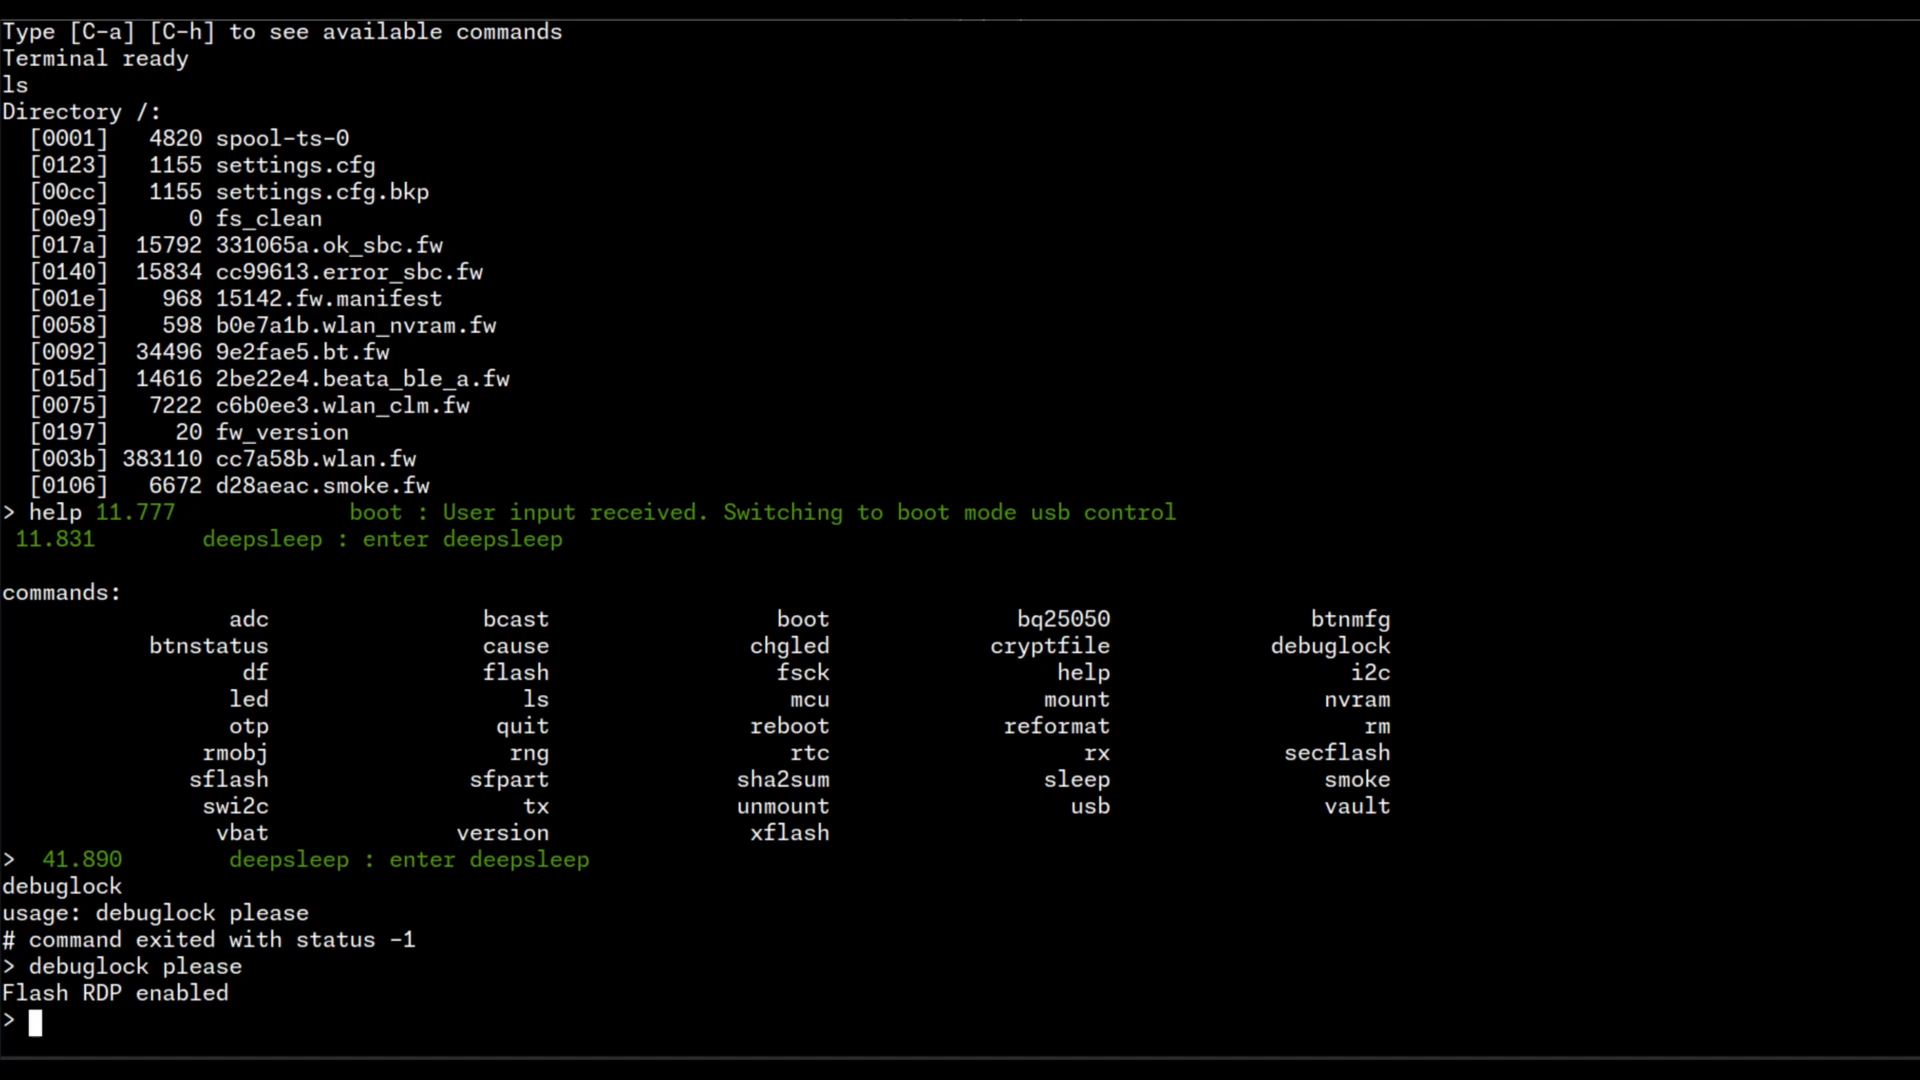 Type [C-a] [C-h] to see available commands
Terminal ready
ls
Directory /:
[0001] 4820 spool-ts-0
[0123] 1155 settings.cfg
[00cc] 1155 settings.cfg.bkp
[00e9] 0 fs_clean
[017a] 15792 331065a.ok_sbc.fw
[0140] 15834 cc99613.error_sbc.fw
[001e] 968 15142.fw.manifest
[0058] 598 b0e7a1b.wlan_nvram.fw
[0092] 34496 9e2fae5.bt.fw
[015d] 14616 2be22e4.beata_ble_a.fw
[0075] 7222 c6b0ee3.wlan_clm.fw
[0197] 20 fw_version
[003b] 383110 cc7a58b.wlan.fw
[0106] 6672 d28aeac.smoke.fw
> help 11.777 boot : User input received. Switching to boot mode usb control
11.831 deepsleep : enter deepsleep
commands:
adc bcast boot bq25050 btnmfg
btnstatus cause chgled cryptfile debuglock
df flash fsck help i2c
led ls mcu mount nvram
otp quit reboot reformat rm
rmobj rng rtc rx secflash
sflash sfpart sha2sum sleep smoke
swi2c tx unmount usb vault
vbat version xflash
> 41.890 deepsleep : enter deepsleep
debuglock
usage: debuglock please
# command exited with status -1
> debuglock please
Flash RDP enabled
>